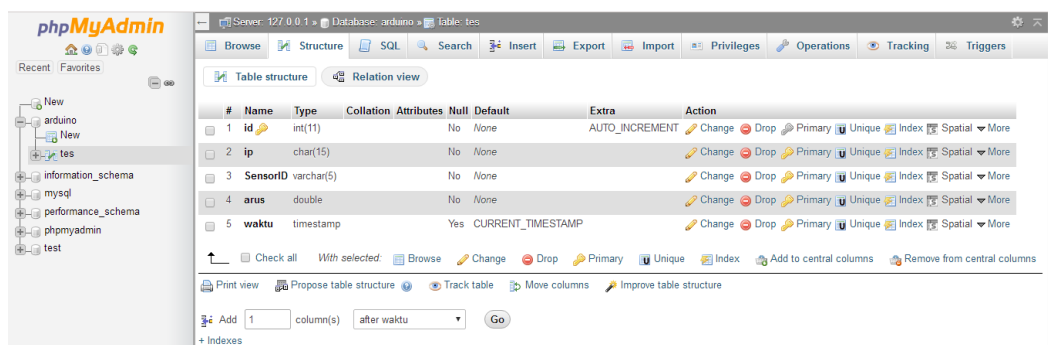 phpMyAdmin
Recent Favorites
New
arduino
New
tes
information_schema
mysql
performance_schema
phpmyadmin
test
Server: 127.0.0.1 » Database: arduino » Table: tes
Browse Structure SQL Search Insert Export Import Privileges Operations Tracking Triggers
Table structure Relation view
# Name Type Collation Attributes Null Default Extra Action
1 id int(11) No None AUTO_INCREMENT Change Drop Primary Unique Index Spatial More
2 ip char(15) No None Change Drop Primary Unique Index Spatial More
3 SensorID varchar(5) No None Change Drop Primary Unique Index Spatial More
4 arus double No None Change Drop Primary Unique Index Spatial More
5 waktu timestamp Yes CURRENT_TIMESTAMP Change Drop Primary Unique Index Spatial More
Check all With selected: Browse Change Drop Primary Unique Index Add to central columns Remove from central columns
Print view Propose table structure Track table Move columns Improve table structure
Add 1 column(s) after waktu Go
+ Indexes